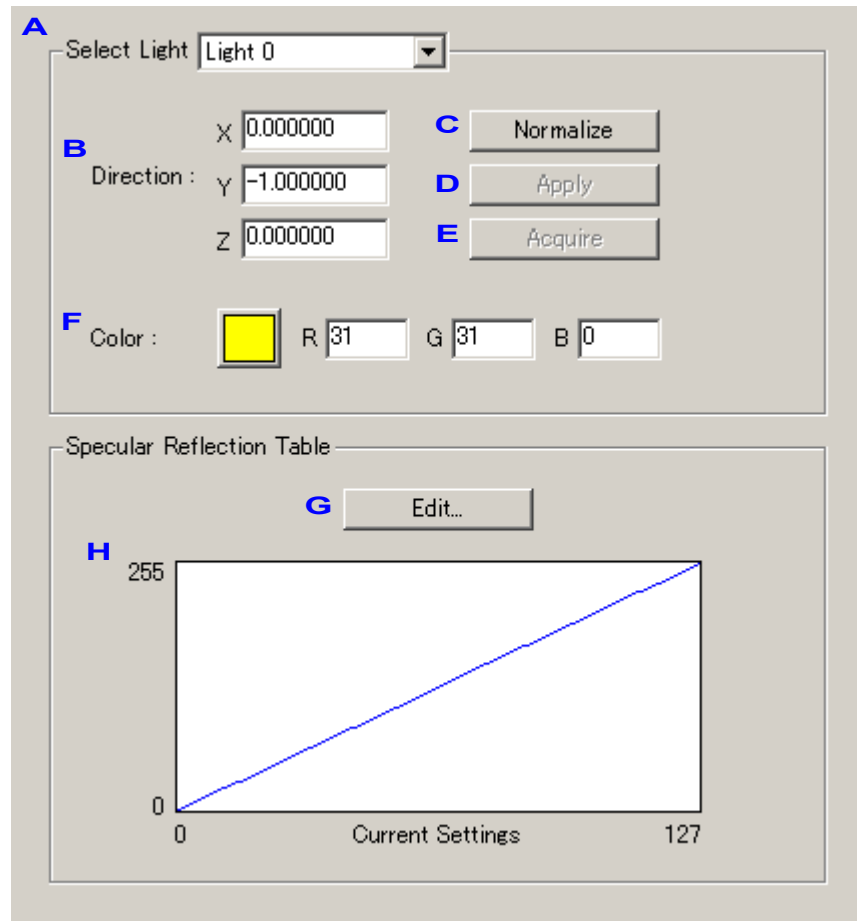 A
Select Light Light 0
B
Direction :
X 0.000000
C Normalize
Y -1.000000
D Apply
Z 0.000000
E Acquire
F
Color : R 31 G 31 B 0
Specular Reflection Table
G Edit...
H
255
0
0 Current Settings 127